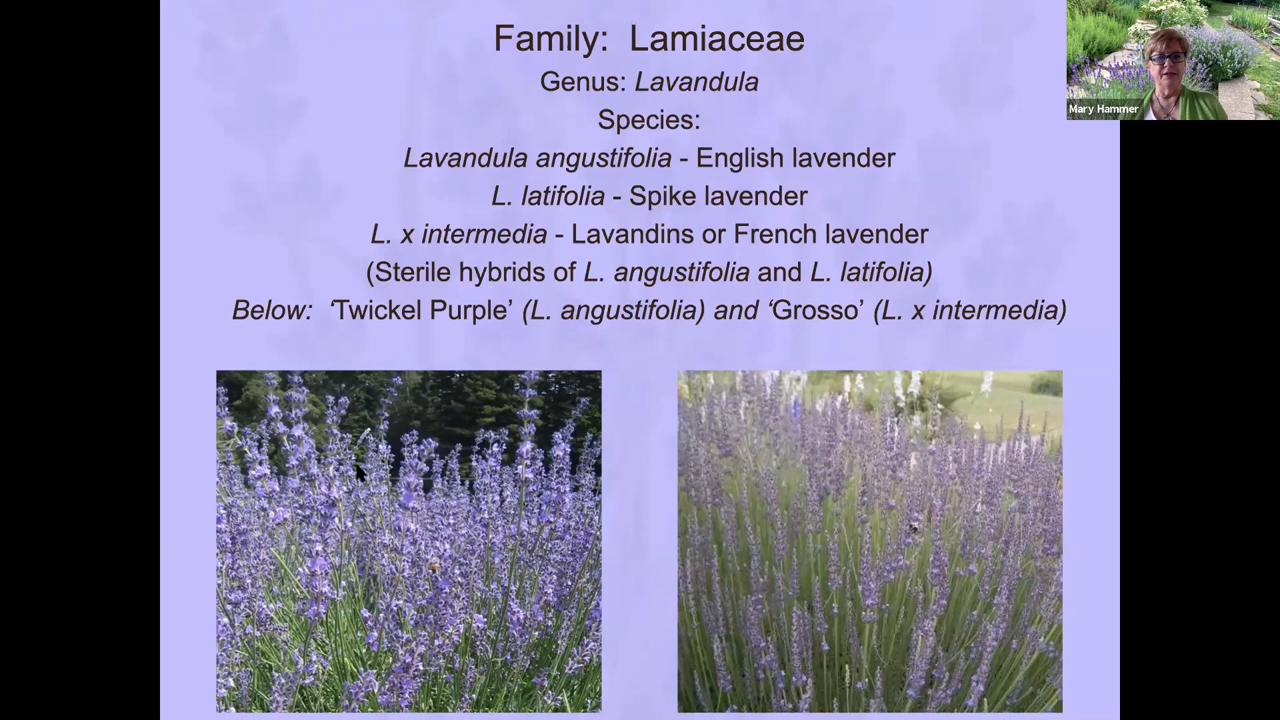 Family: Lamiaceae
Genus: Lavandula
Species:
Lavandula angustifolia - English lavender
L. latifolia - Spike lavender
L. x intermedia - Lavandins or French lavender
(Sterile hybrids of L. angustifolia and L. latifolia)
Below: ‘Twickel Purple’ (L. angustifolia) and ‘Grosso’ (L. x intermedia)
Mary Hammer